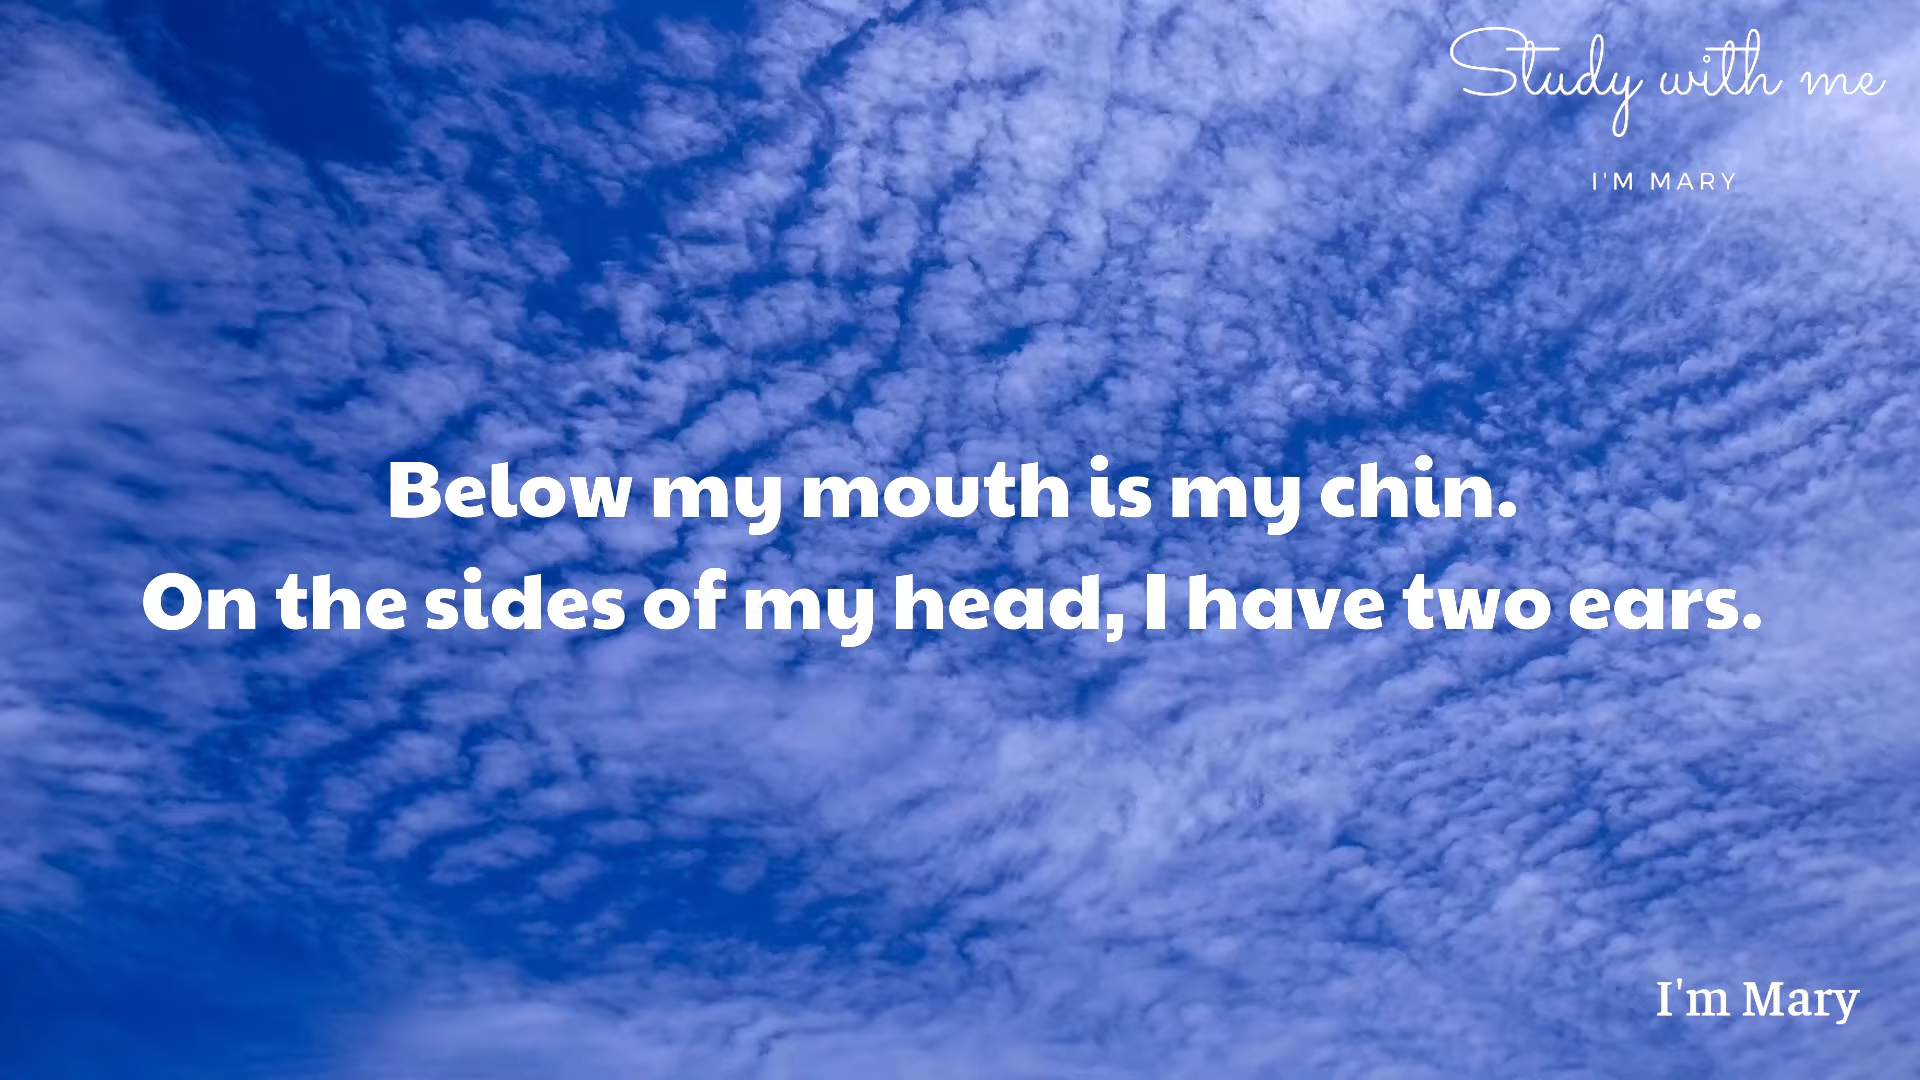 Study with me
I'M MARY
Below my mouth is my chin.
On the sides of my head, I have two ears.
I'm Mary